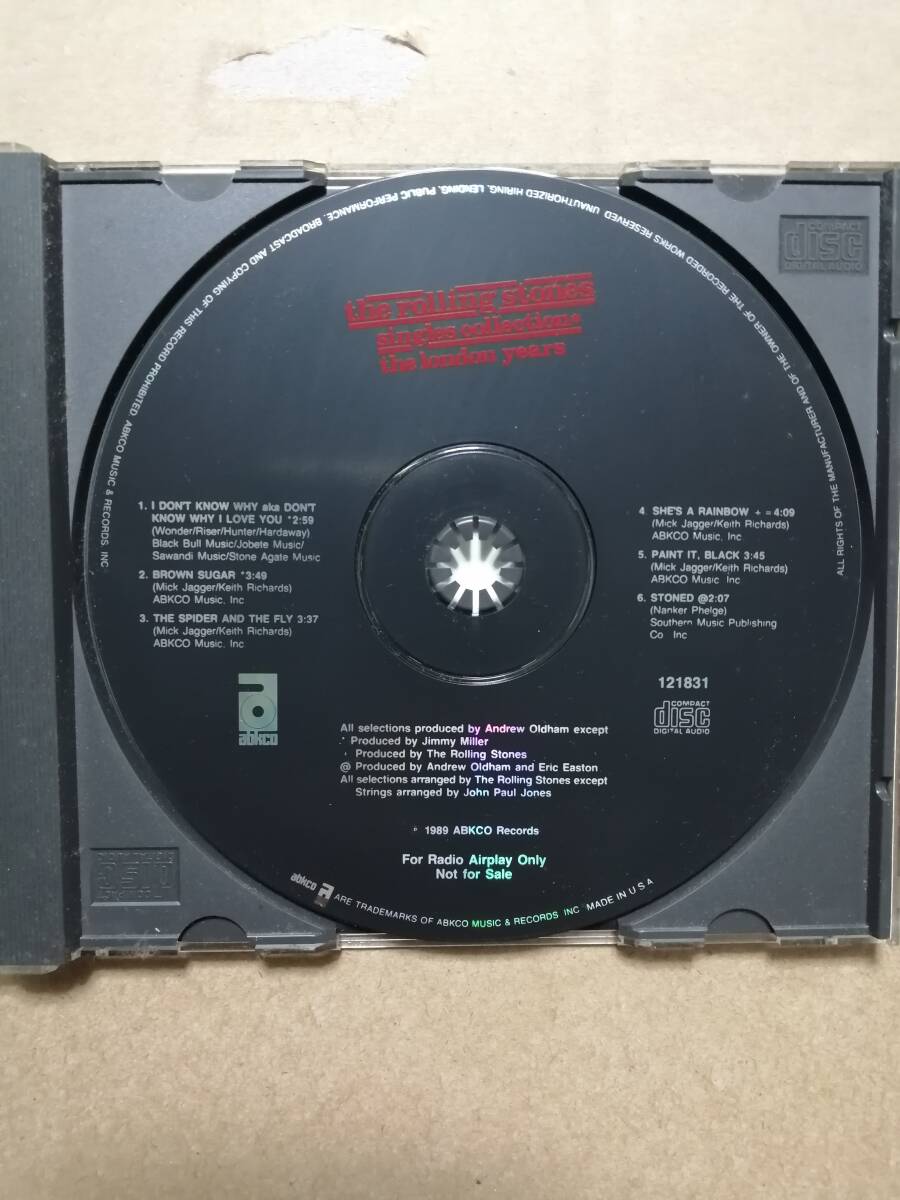 the rolling stones
singles collection*
the london years
1. I DON'T KNOW WHY aka DON'T
KNOW WHY I LOVE YOU *2:59
(Wonder/Riser/Hunter/Hardaway)
Black Bull Music/Jobete Music/
Sawandi Music/Stone Agate Music
2. BROWN SUGAR *3:49
(Mick Jagger/Keith Richards)
ABKCO Music, Inc
3. THE SPIDER AND THE FLY 3:37
(Mick Jagger/Keith Richards)
ABKCO Music, Inc
4 SHE'S A RAINBOW + = 4:09
(Mick Jagger/Keith Richards)
ABKCO Music, Inc.
5. PAINT IT, BLACK 3:45
(Mick Jagger/Keith Richards)
ABKCO Music, Inc
6. STONED @2:07
(Nanker Phelge)
Southern Music Publishing
Co Inc
abkco
121831
COMPACT
disc
DIGITAL AUDIO
All selections produced by Andrew Oldham except
Produced by Jimmy Miller
Produced by The Rolling Stones
@ Produced by Andrew Oldham and Eric Easton
All selections arranged by The Rolling Stones except
Strings arranged by John Paul Jones
℗ 1989 ABKCO Records
For Radio Airplay Only
Not for Sale
ALL RIGHTS OF THE MANUFACTURER AND OF THE OWNER OF THE RECORDED WORKS RESERVED UNAUTHORIZED HIRING, LENDING, PUBLIC PERFORMANCE, BROADCAST AND COPYING OF THIS RECORD PROHIBITED. ABKCO MUSIC & RECORDS, INC
abkco ARE TRADEMARKS OF ABKCO MUSIC & RECORDS INC MADE IN U S A
COMPACT
disc
DIGITAL AUDIO